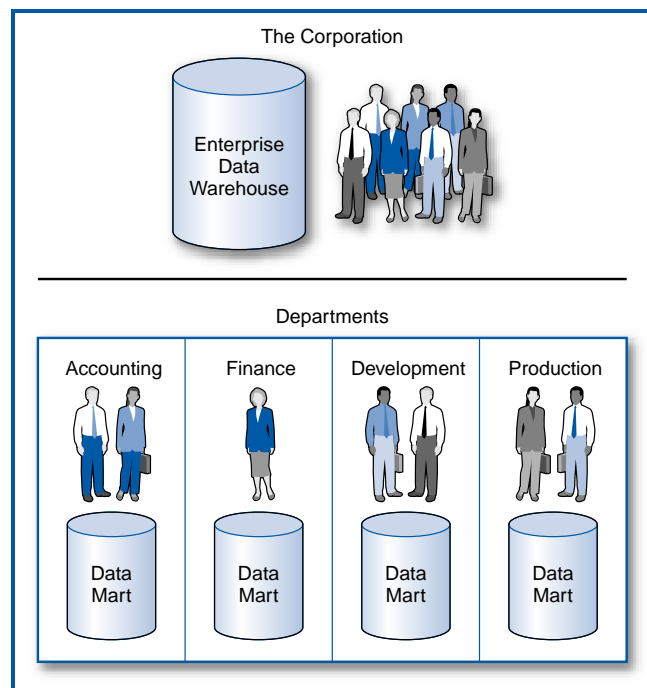 The Corporation
Enterprise
Data
Warehouse
Departments
Accounting
Finance
Development
Production
Data
Mart
Data
Mart
Data
Mart
Data
Mart